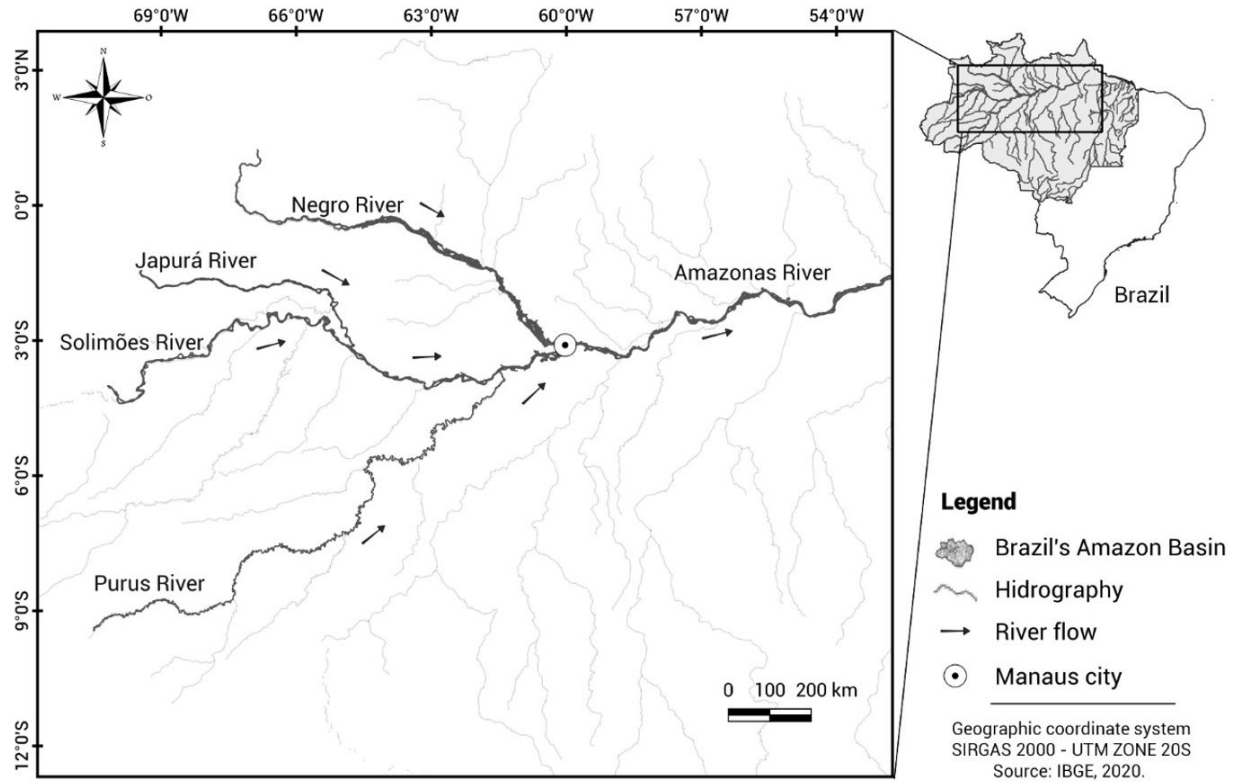 69°0'W 66°0'W 63°0'W 60°0'W 57°0'W 54°0'W
3°0'N
0°0'
3°0'S
6°0'S
9°0'S
12°0'S
N
W O
S
Negro River
Japurá River
Solimões River
Amazonas River
Purus River
0 100 200 km
Brazil
Legend
Brazil's Amazon Basin
Hidrography
River flow
Manaus city
Geographic coordinate system
SIRGAS 2000 - UTM ZONE 20S
Source: IBGE, 2020.